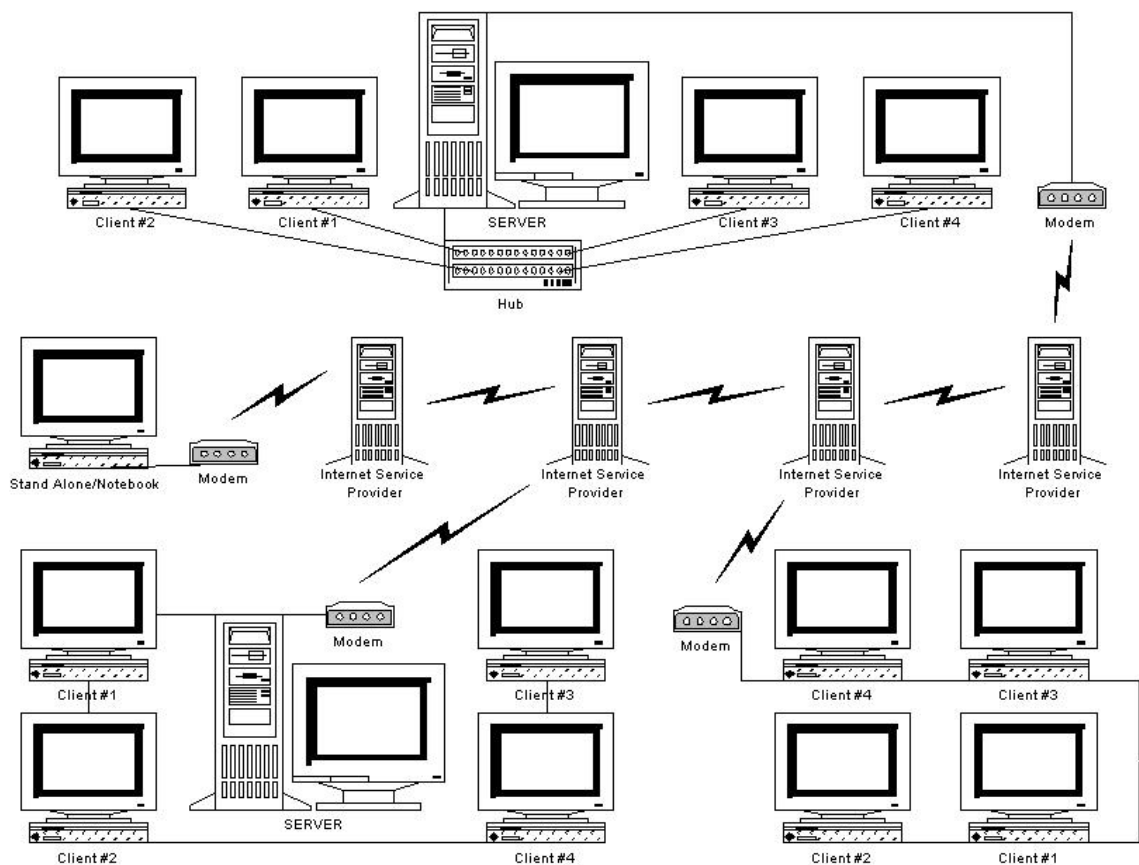 Client #2
Client #1
SERVER
Client #3
Client #4
Modem
Hub
Stand Alone/Notebook
Modem
Internet Service
Provider
Internet Service
Provider
Internet Service
Provider
Internet Service
Provider
Client #1
Modem
Client #3
Modem
Client #4
Client #3
Client #2
SERVER
Client #4
Client #2
Client #1